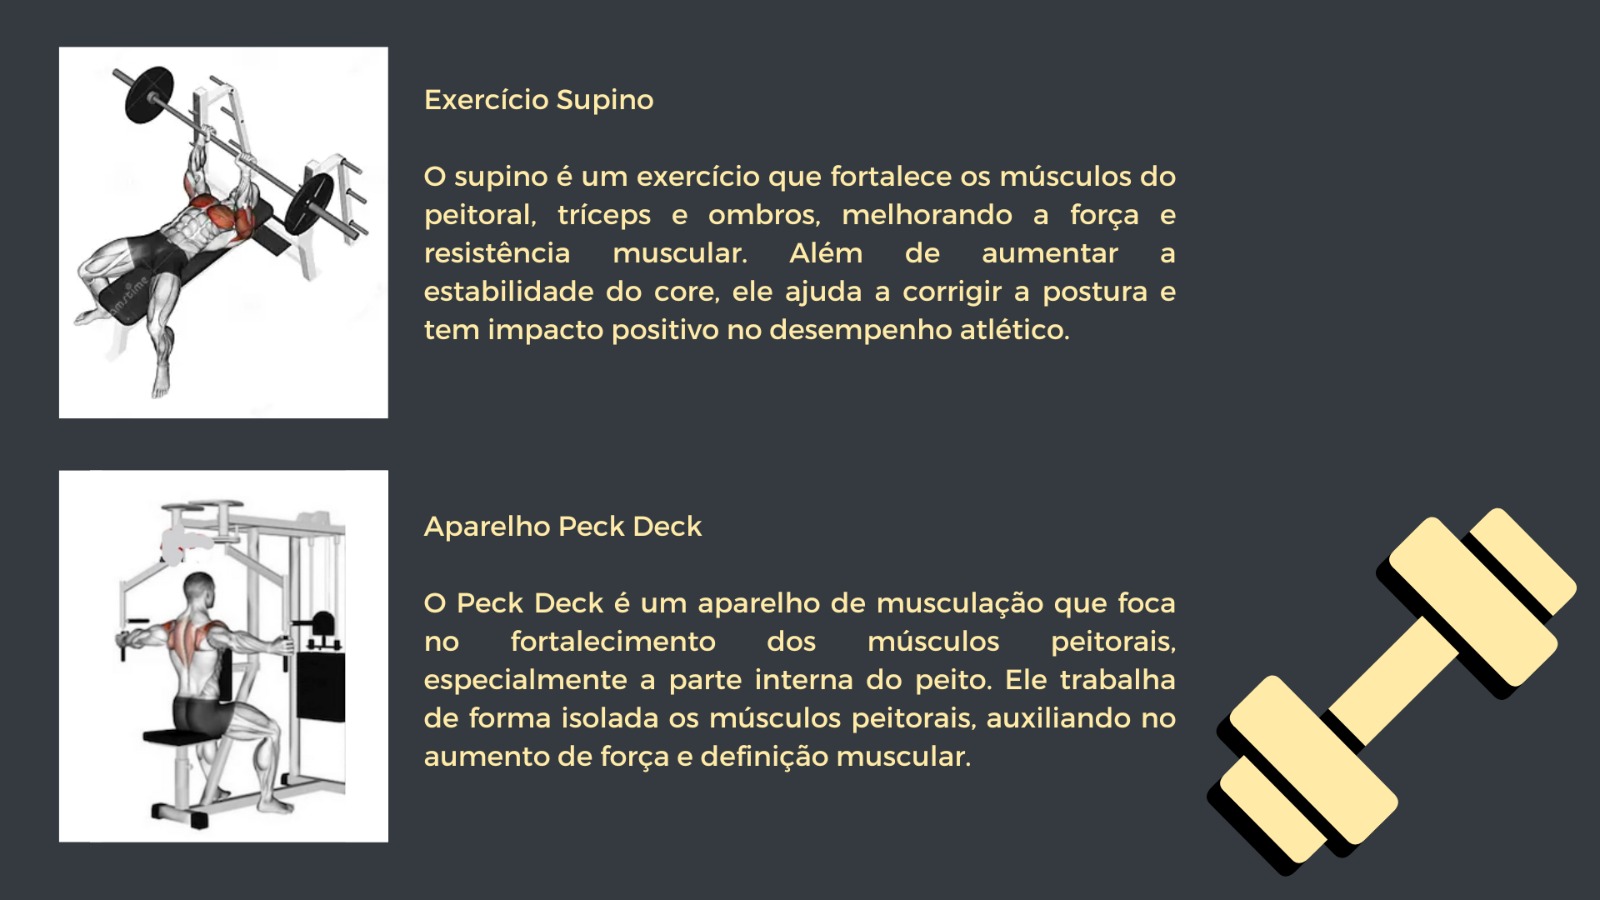 Exercício Supino
O supino é um exercício que fortalece os músculos do
peitoral, tríceps e ombros, melhorando a força e
resistência muscular. Além de aumentar a
estabilidade do core, ele ajuda a corrigir a postura e
tem impacto positivo no desempenho atlético.
Aparelho Peck Deck
O Peck Deck é um aparelho de musculação que foca
no fortalecimento dos músculos peitorais,
especialmente a parte interna do peito. Ele trabalha
de forma isolada os músculos peitorais, auxiliando no
aumento de força e definição muscular.